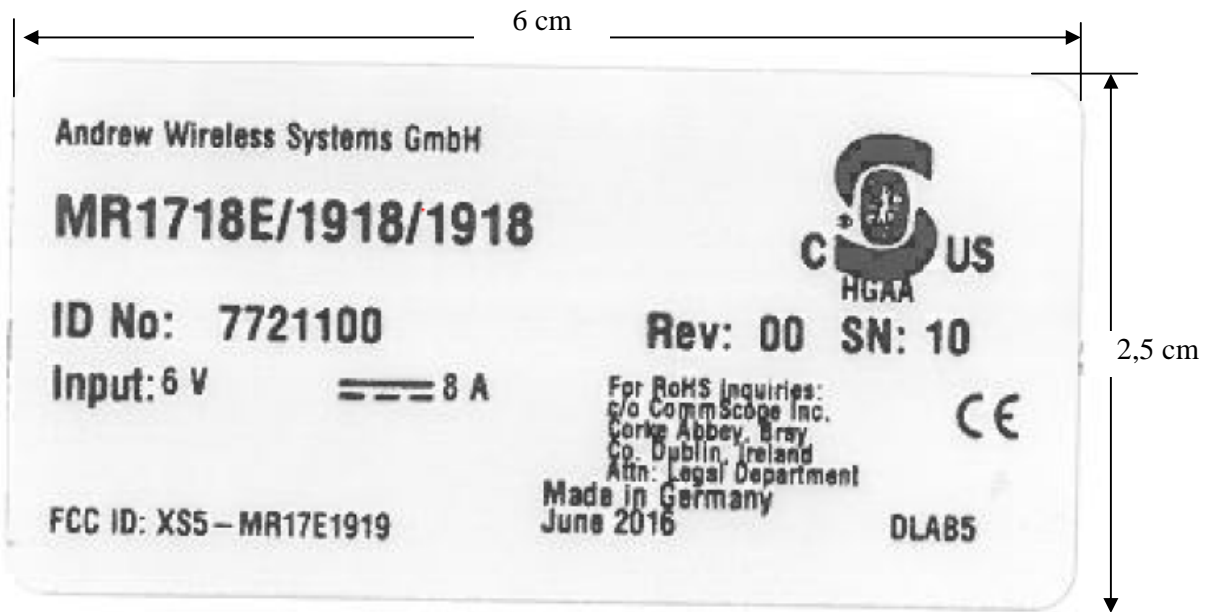 6 cm
Andrew Wireless Systems GmbH
MR1718E/1918/1918
C US
HGAA
ID No: 7721100
Rev: 00 SN: 10
2,5 cm
Input: 6 V 8 A
For RoHS Inquiries:
c/o CommScope Inc.
Corke Abbey, Bray
Co. Dublin, Ireland
Attn: Legal Department
CE
Made in Germany
June 2016
FCC ID: XS5-MR17E1919
DLAB5